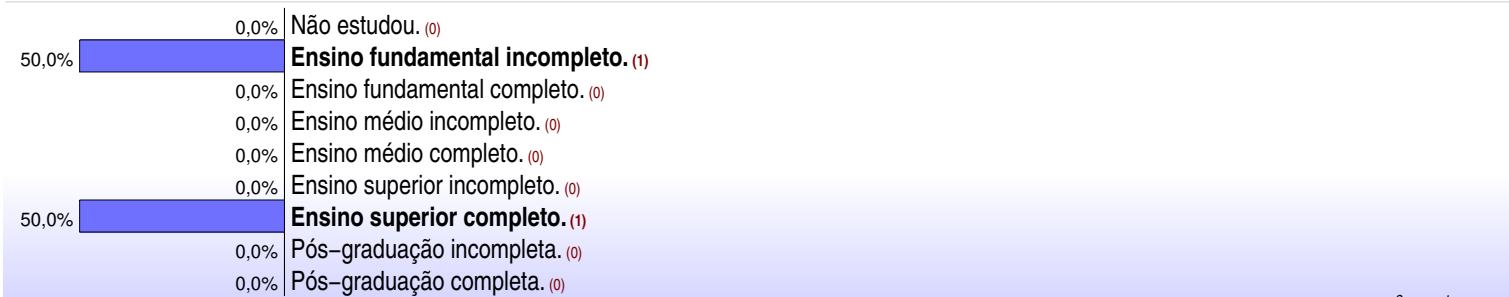 0,0% Não estudou. (0)
50,0% Ensino fundamental incompleto. (1)
0,0% Ensino fundamental completo. (0)
0,0% Ensino médio incompleto. (0)
0,0% Ensino médio completo. (0)
0,0% Ensino superior incompleto. (0)
50,0% Ensino superior completo. (1)
0,0% Pós−graduação incompleta. (0)
0,0% Pós−graduação completa. (0)